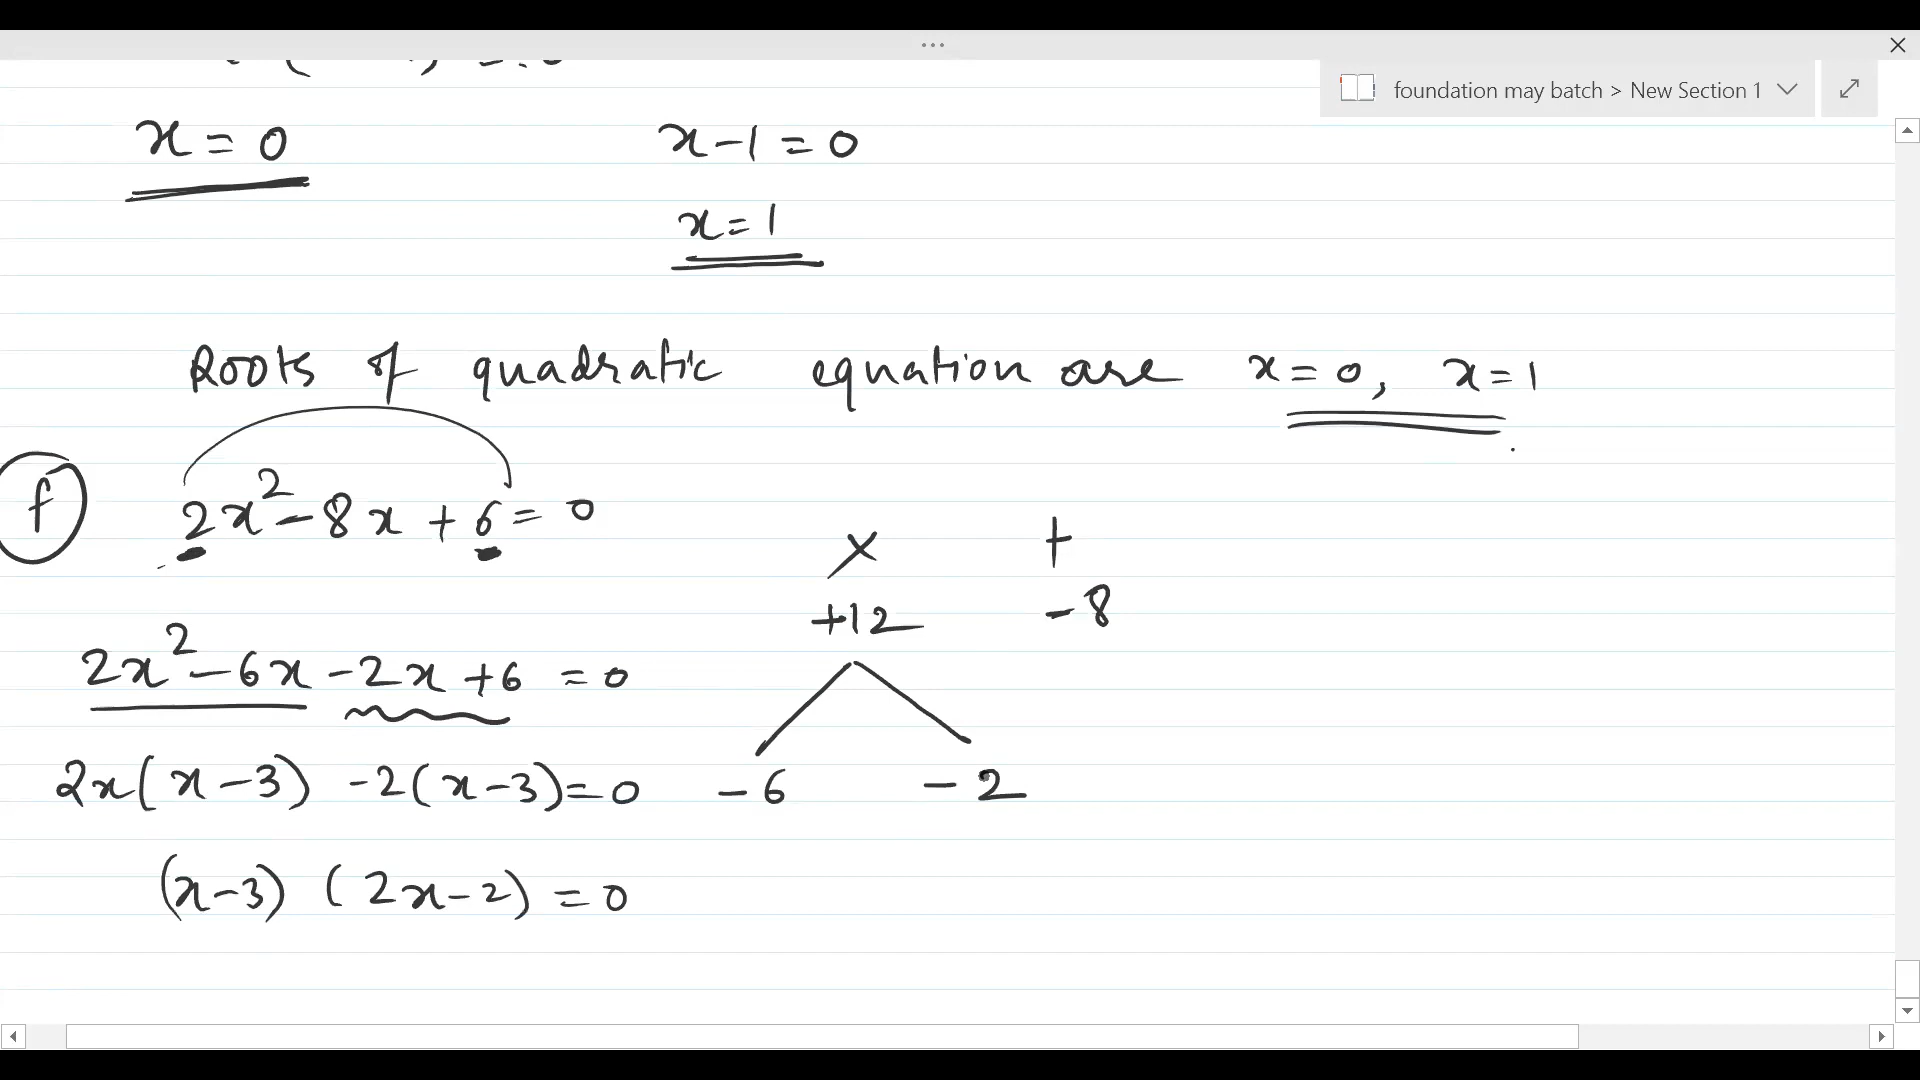 ...
foundation may batch > New Section 1
x = 0
x - 1 = 0
x = 1
Roots of quadratic equation are x = 0, x = 1
f
2x² - 8x + 6 = 0
× +
+12 -8
2x² - 6x - 2x + 6 = 0
2x(x - 3) - 2(x - 3) = 0
- 6 - 2
(x - 3) (2x - 2) = 0